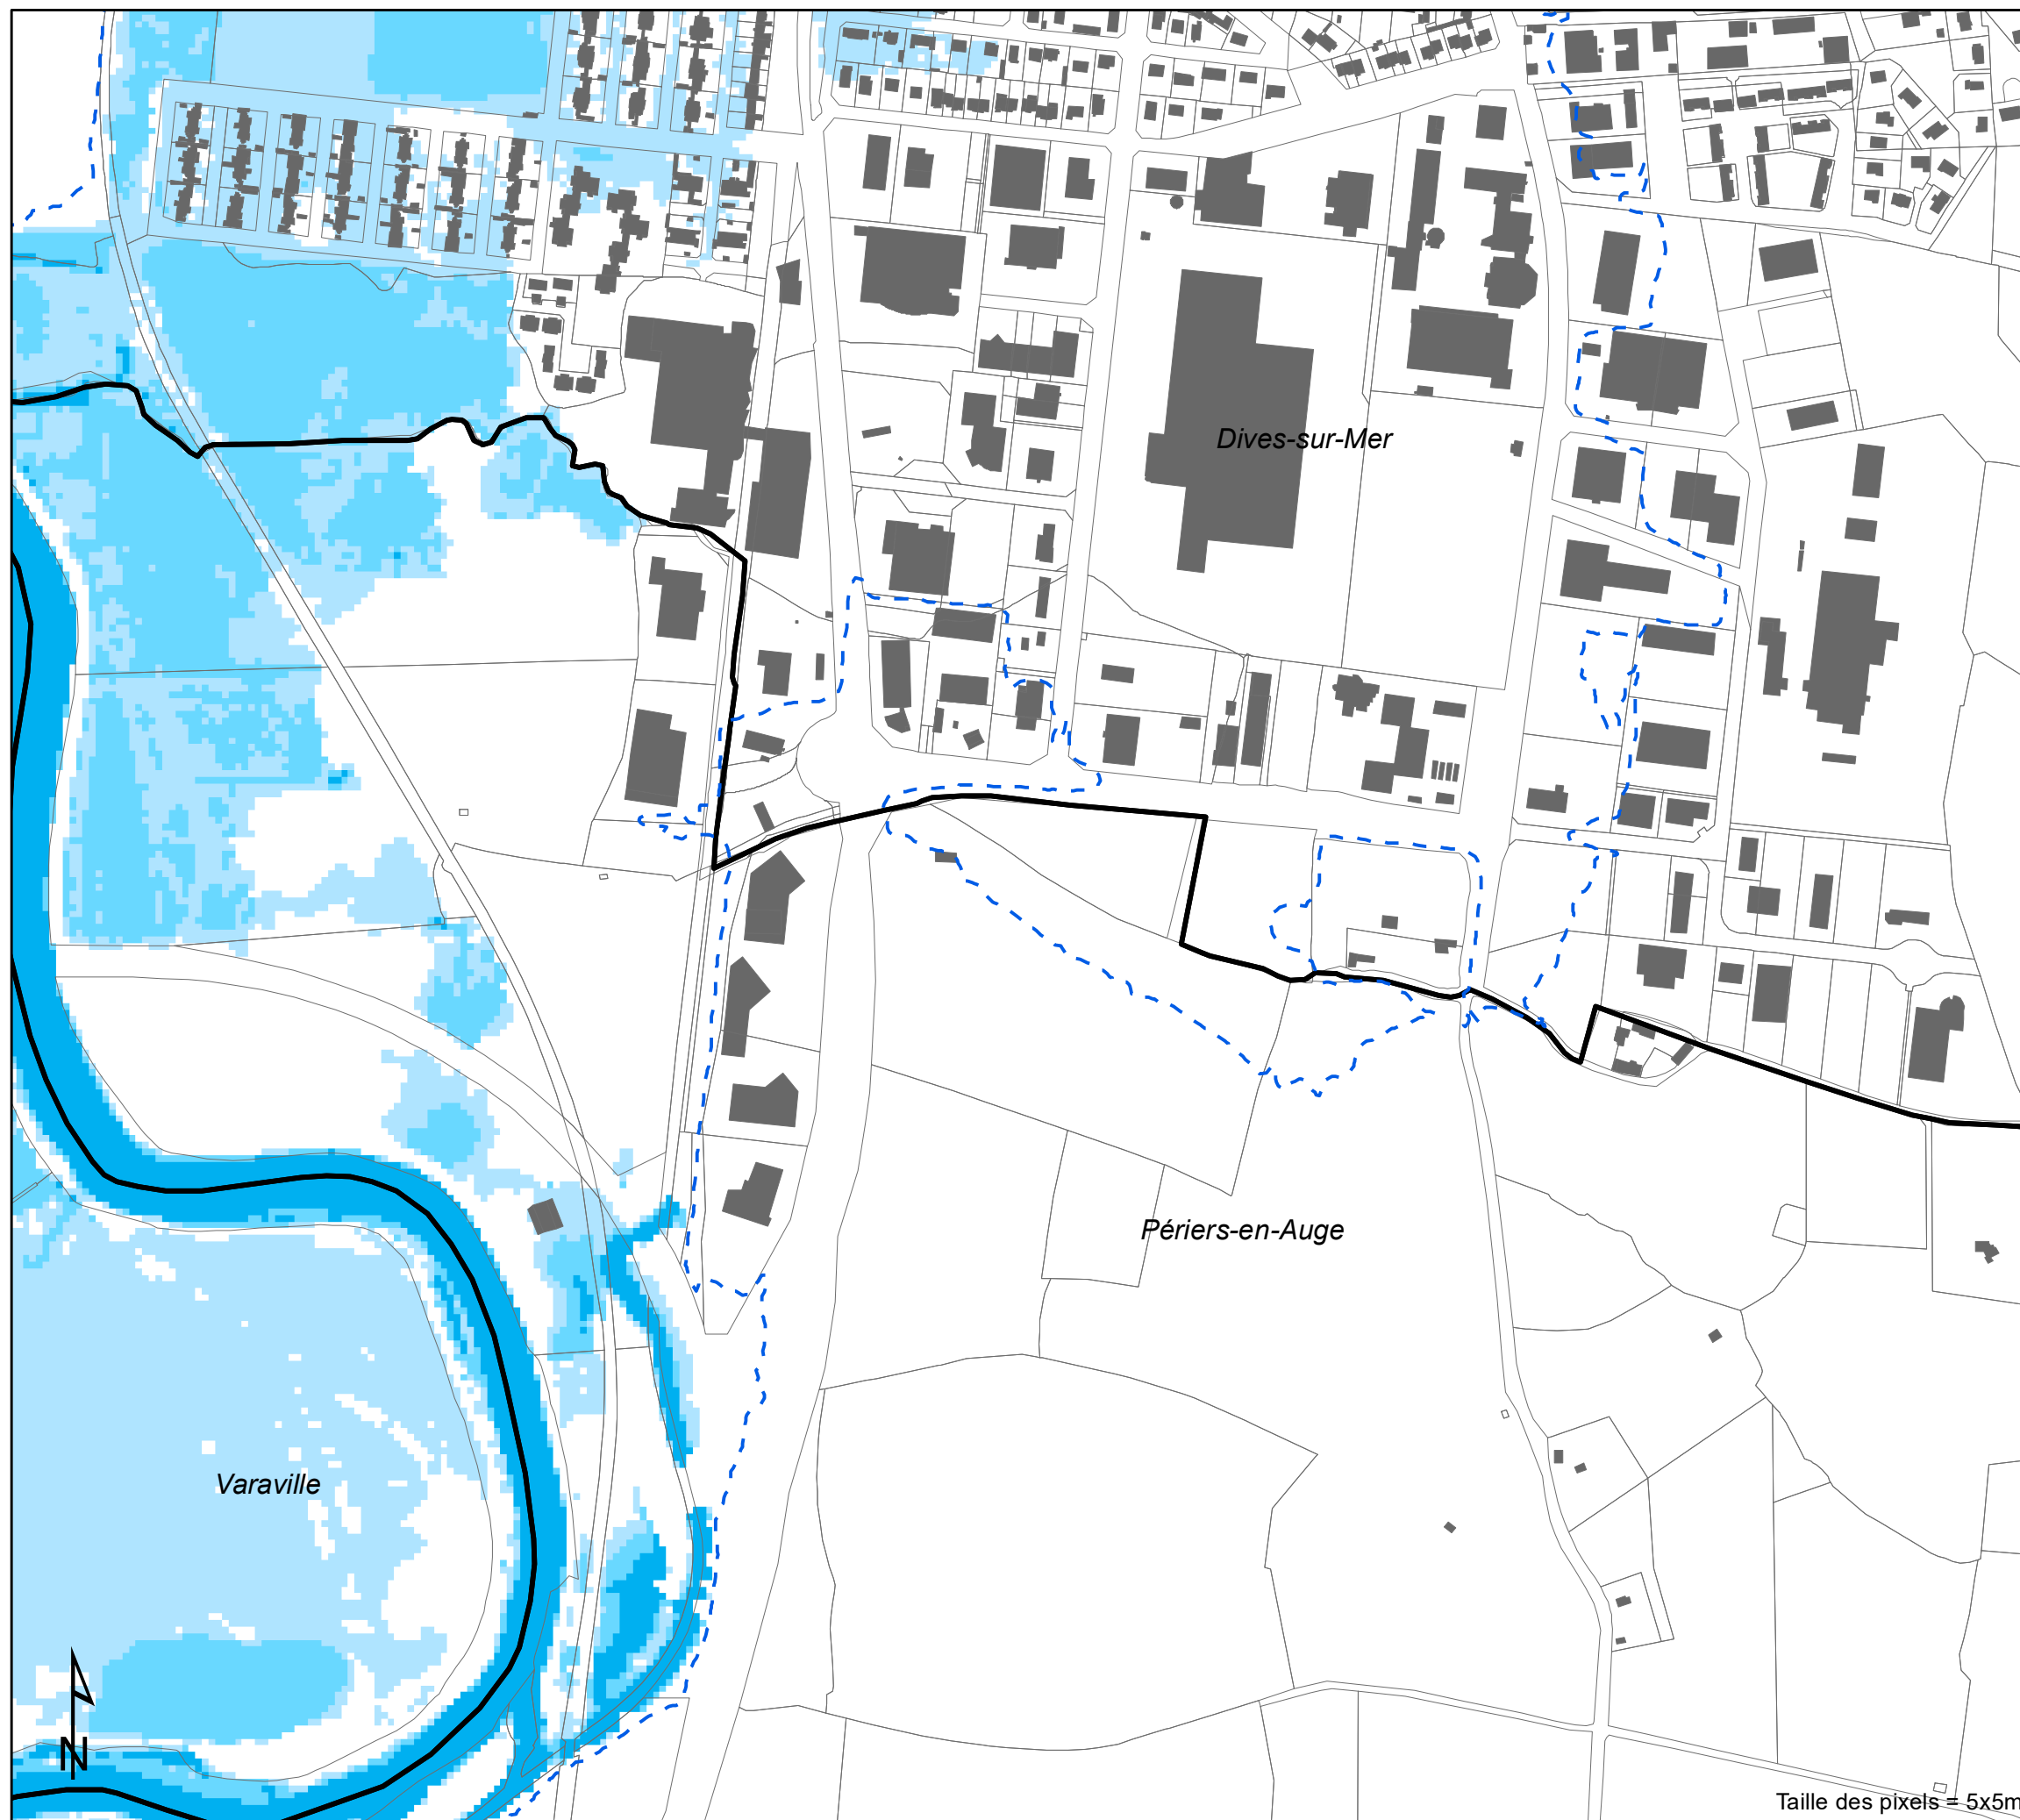 Dives-sur-Mer
Périers-en-Auge
Varaville
N
Taille des pixels = 5x5m